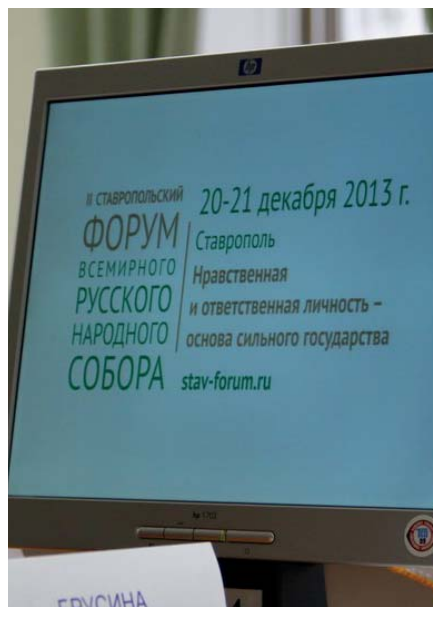 hp
II СТАВРОПОЛЬСКИЙ
ФОРУМ
ВСЕМИРНОГО
РУССКОГО
НАРОДНОГО
СОБОРА
20-21 декабря 2013 г.
Ставрополь
Нравственная
и ответственная личность –
основа сильного государства
stav-forum.ru